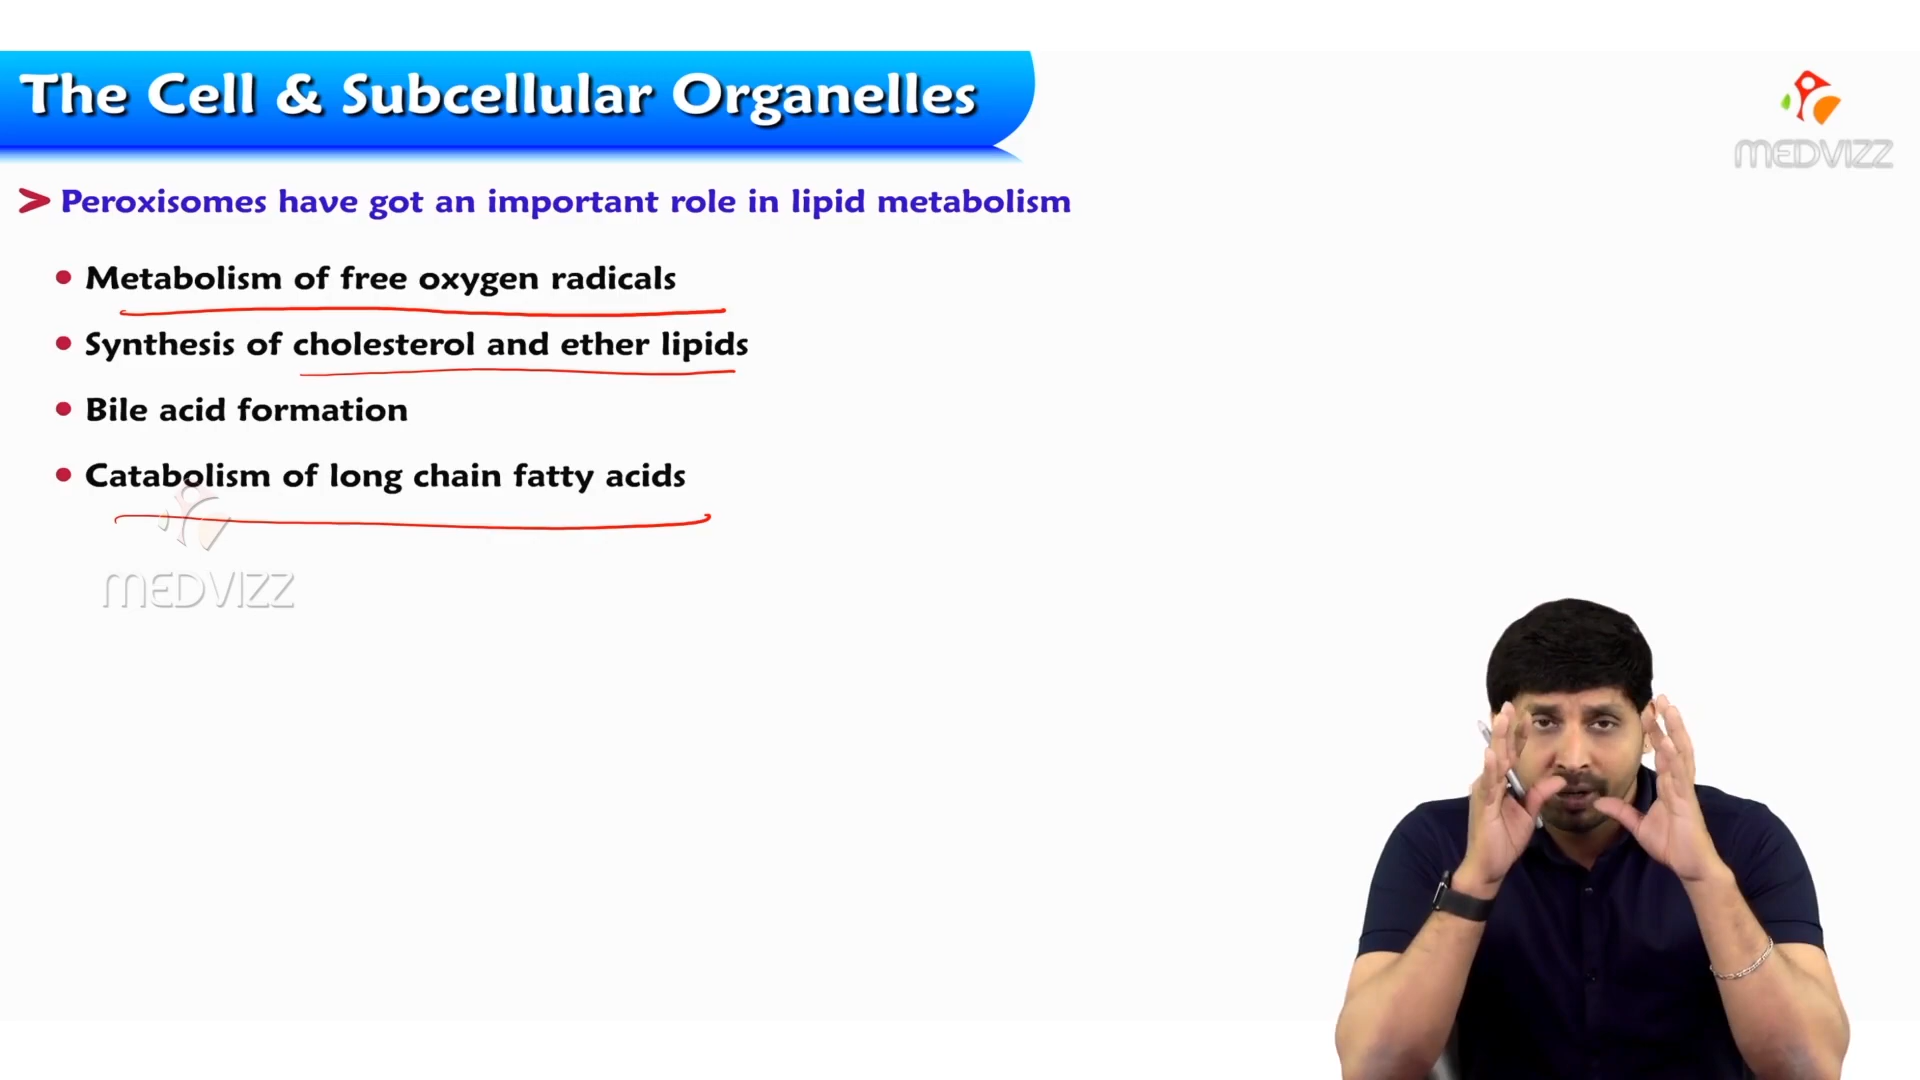 The Cell & Subcellular Organelles
MEDVIZZ
> Peroxisomes have got an important role in lipid metabolism
• Metabolism of free oxygen radicals
• Synthesis of cholesterol and ether lipids
• Bile acid formation
• Catabolism of long chain fatty acids
MEDVIZZ